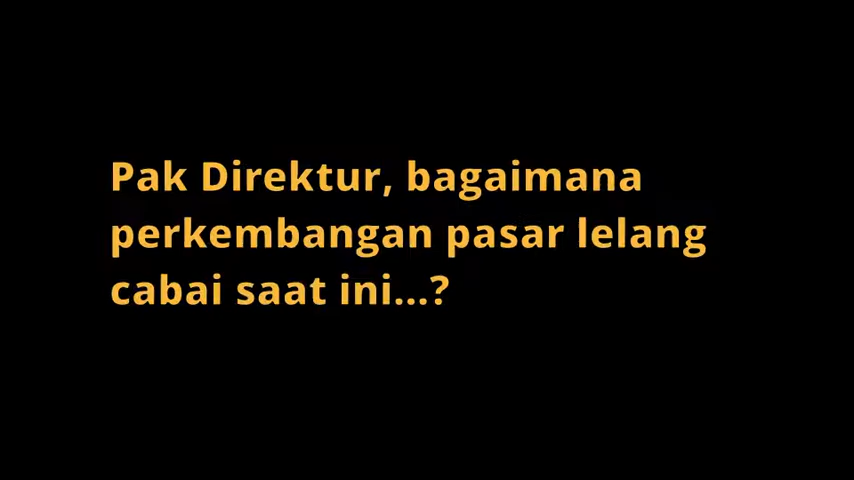 Pak Direktur, bagaimana
perkembangan pasar lelang
cabai saat ini...?